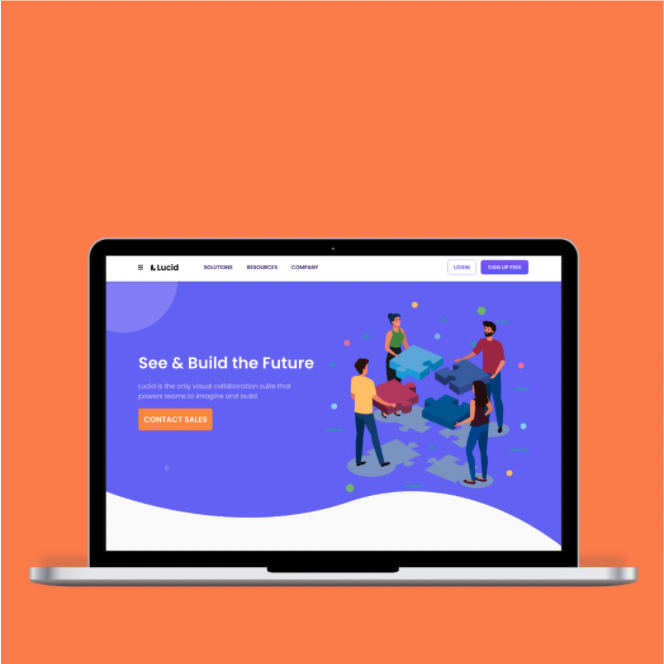 Lucid
SOLUTIONS RESOURCES COMPANY
LOGIN SIGN UP FREE
See & Build the Future
Lucid is the only visual collaboration suite that
powers teams to imagine and build.
CONTACT SALES